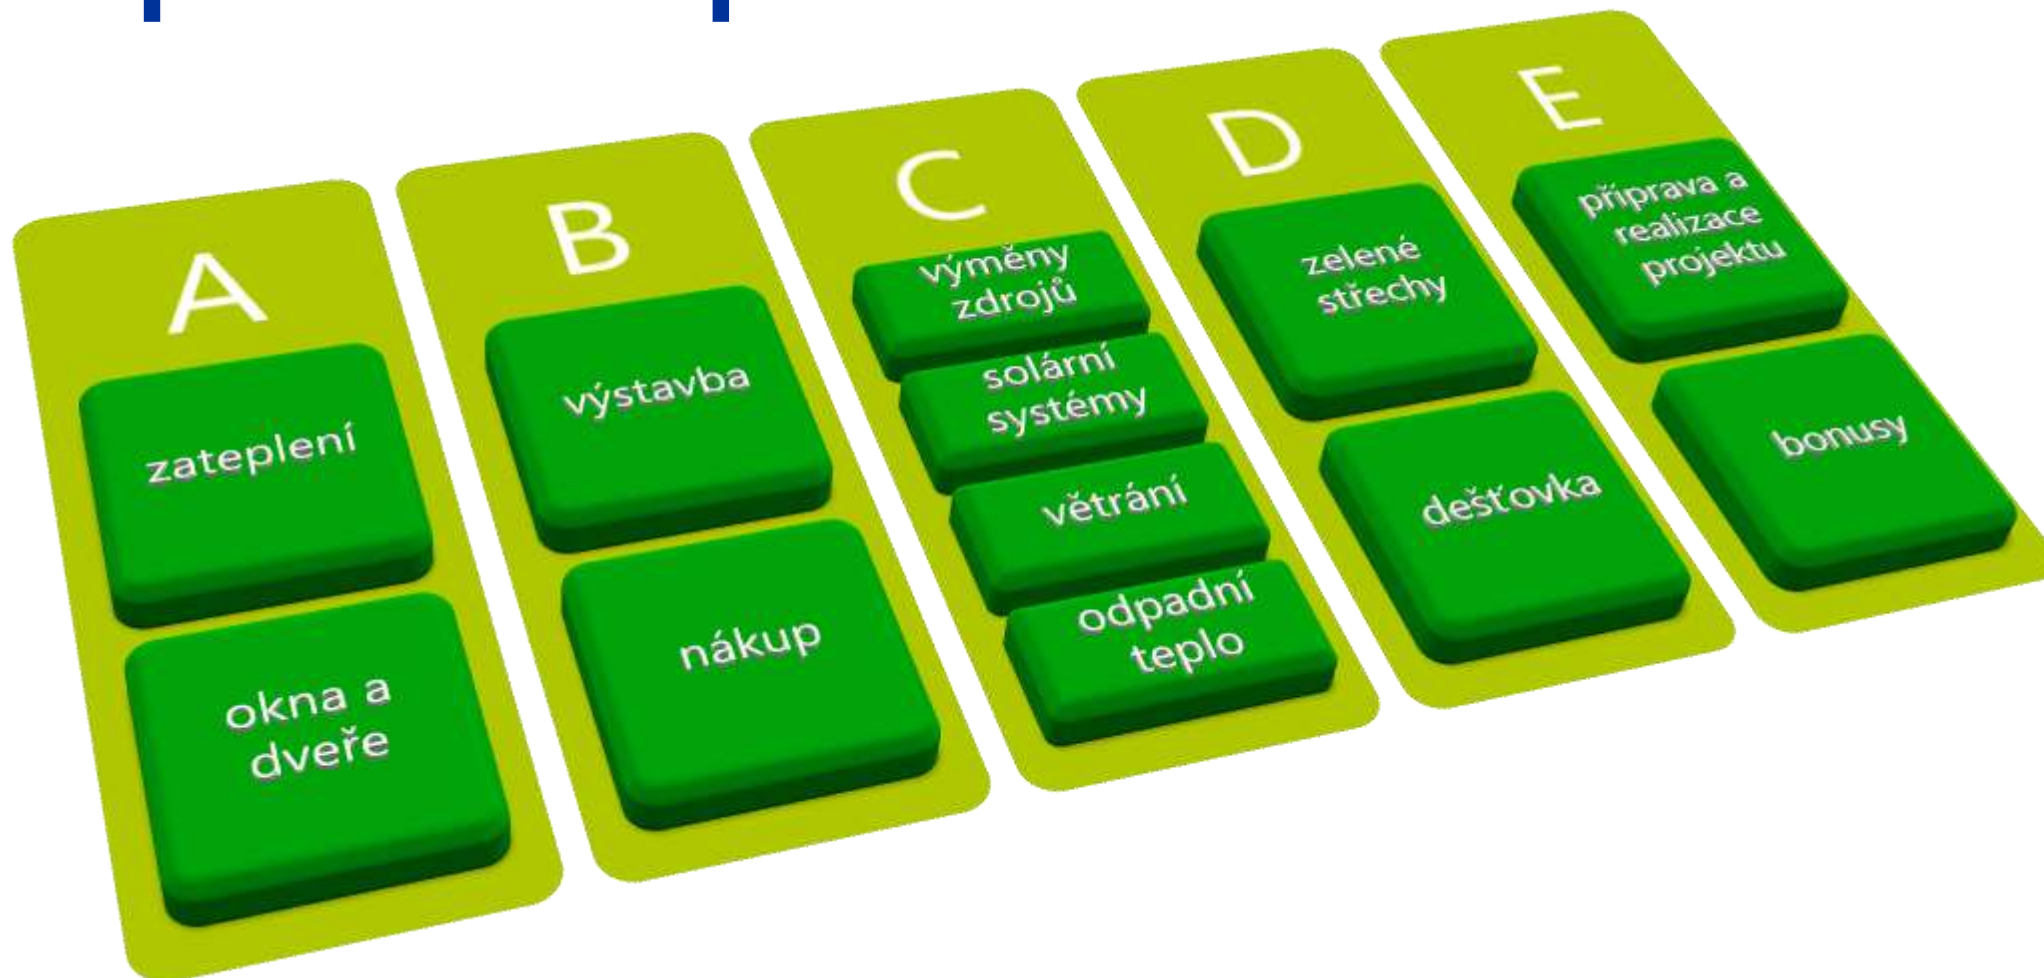 A
zateplení
okna a
dveře
B
výstavba
nákup
C
výměny
zdrojů
solární
systémy
větrání
odpadní
teplo
D
zelené
střechy
dešťovka
E
příprava a
realizace
projektu
bonusy